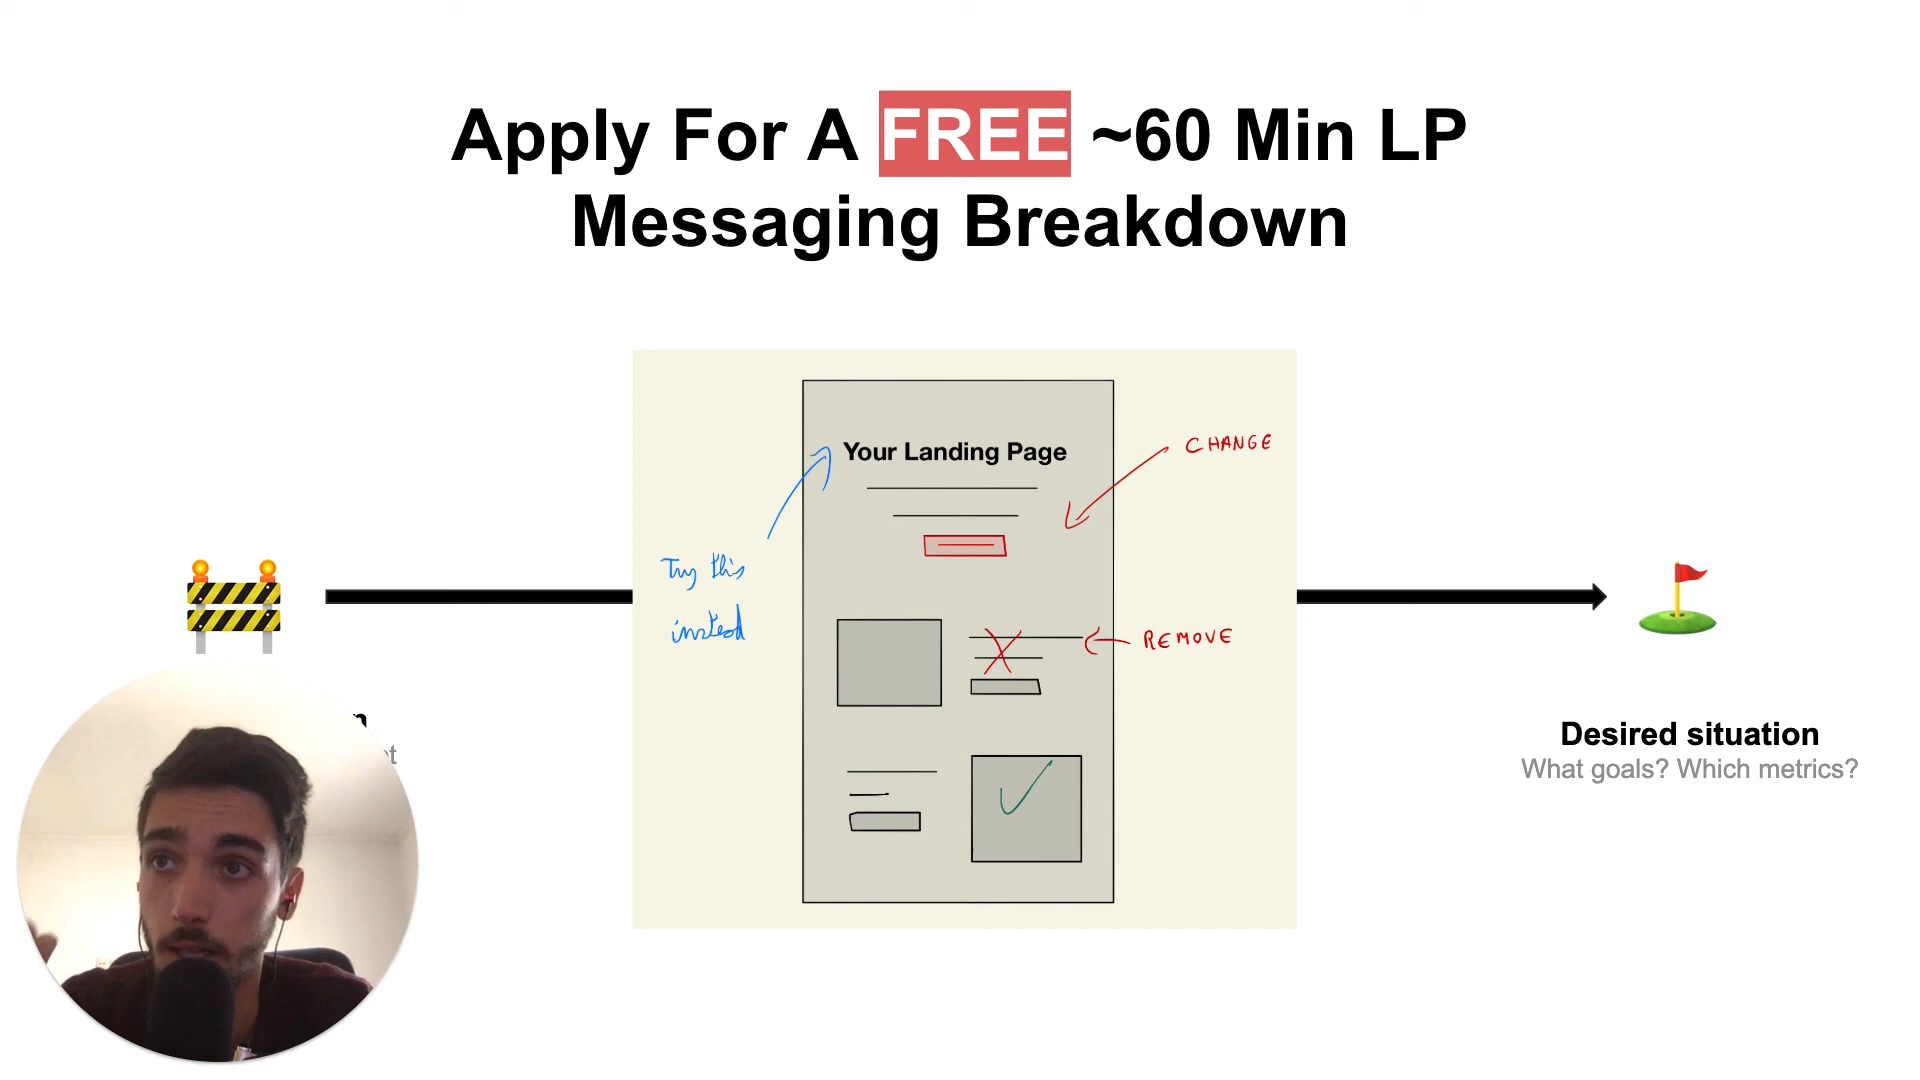 Apply For A FREE ~60 Min LP
Messaging Breakdown
Your Landing Page
CHANGE
Try this
instead
REMOVE
Desired situation
What goals? Which metrics?